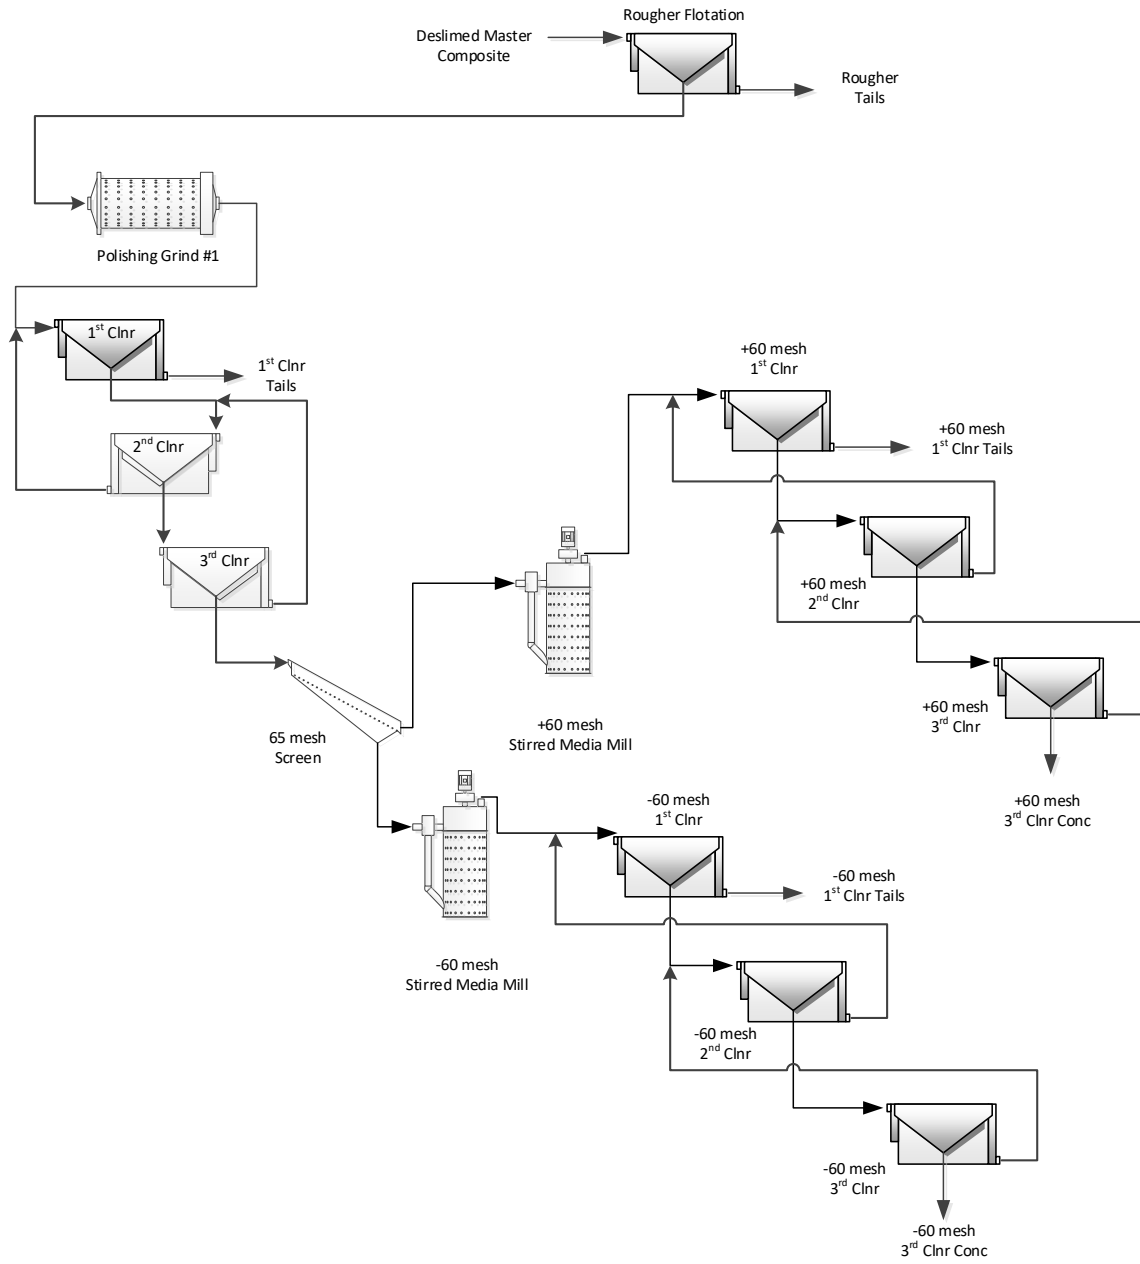 Rougher Flotation
Deslimed Master
Composite
Rougher
Tails
Polishing Grind #1
1st Clnr
1st Clnr
Tails
2nd Clnr
3rd Clnr
65 mesh
Screen
+60 mesh
Stirred Media Mill
+60 mesh
1st Clnr
+60 mesh
1st Clnr Tails
+60 mesh
2nd Clnr
+60 mesh
3rd Clnr
+60 mesh
3rd Clnr Conc
-60 mesh
Stirred Media Mill
-60 mesh
1st Clnr
-60 mesh
1st Clnr Tails
-60 mesh
2nd Clnr
-60 mesh
3rd Clnr
-60 mesh
3rd Clnr Conc